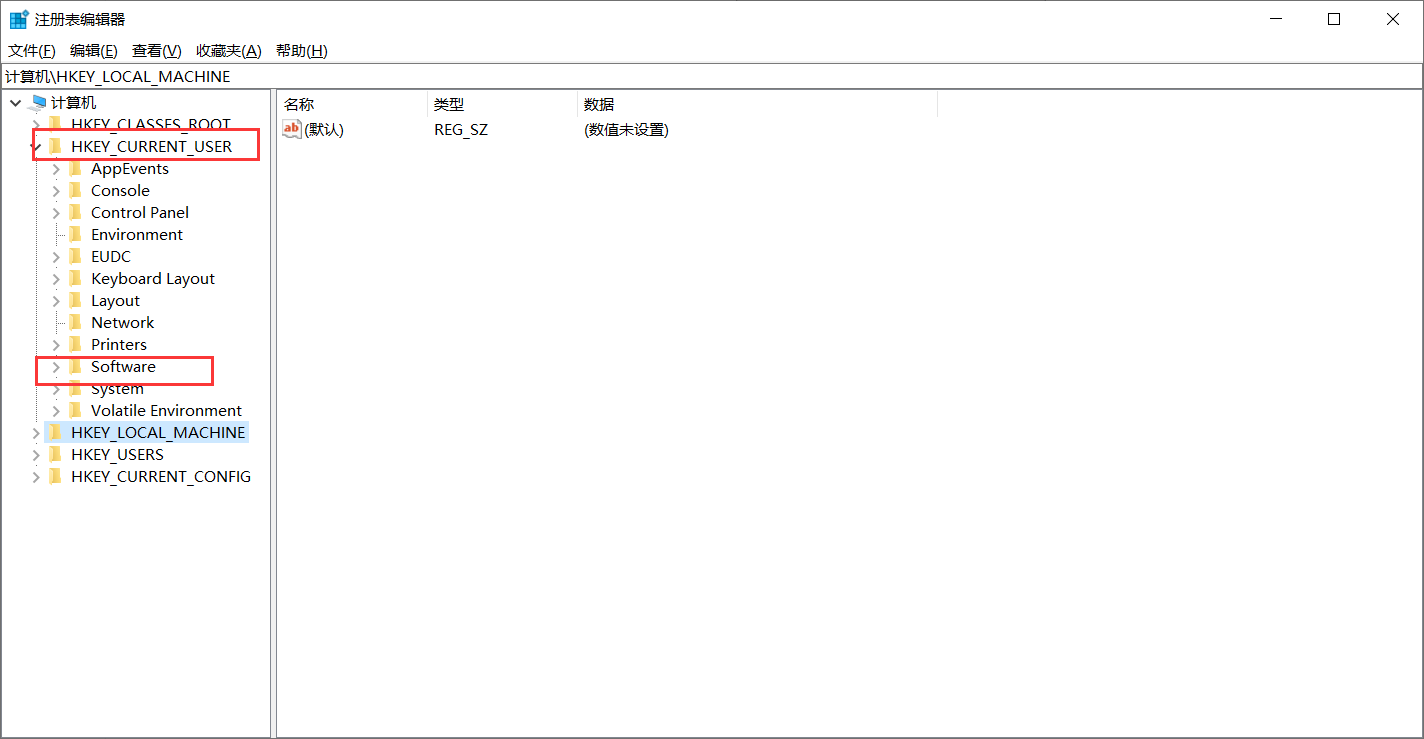 注册表编辑器
文件(F) 编辑(E) 查看(V) 收藏夹(A) 帮助(H)
计算机\HKEY_LOCAL_MACHINE
计算机
HKEY_CLASSES_ROOT
HKEY_CURRENT_USER
AppEvents
Console
Control Panel
Environment
EUDC
Keyboard Layout
Layout
Network
Printers
Software
System
Volatile Environment
HKEY_LOCAL_MACHINE
HKEY_USERS
HKEY_CURRENT_CONFIG
名称 类型 数据
ab (默认) REG_SZ (数值未设置)